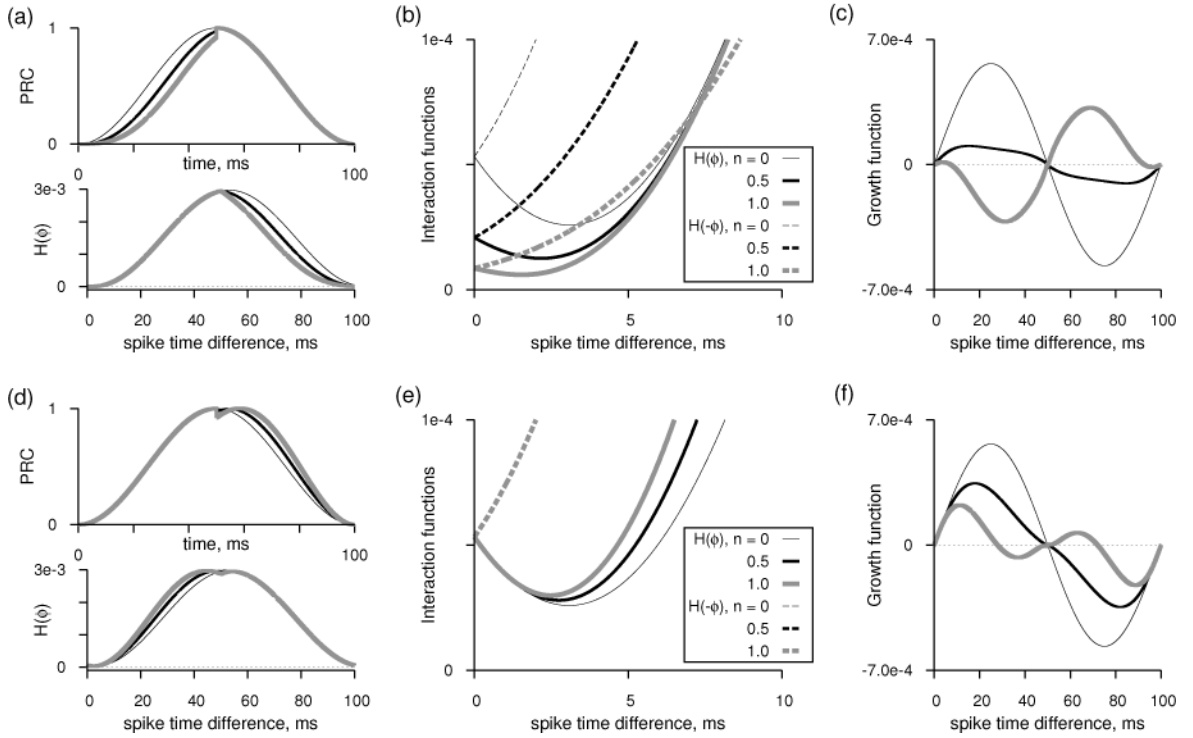 (a)
1
PRC
0
0
time, ms
100
3e-3
H(ϕ)
0
0 20 40 60 80 100
spike time difference, ms
(b)
1e-4
Interaction functions
0
0 5 10
spike time difference, ms
H(ϕ), n = 0
0.5
1.0
H(-ϕ), n = 0
0.5
1.0
(c)
7.0e-4
Growth function
0
-7.0e-4
0 20 40 60 80 100
spike time difference, ms
(d)
1
PRC
0
0
time, ms
100
3e-3
H(ϕ)
0
0 20 40 60 80 100
spike time difference, ms
(e)
1e-4
Interaction functions
0
0 5 10
spike time difference, ms
H(ϕ), n = 0
0.5
1.0
H(-ϕ), n = 0
0.5
1.0
(f)
7.0e-4
Growth function
0
-7.0e-4
0 20 40 60 80 100
spike time difference, ms